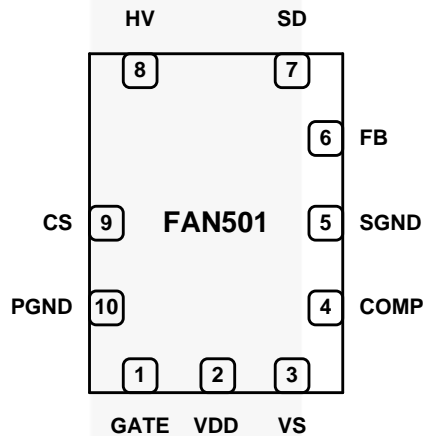 HV SD
8 7
6 FB
CS 9 FAN501 5 SGND
PGND 10 4 COMP
1 2 3
GATE VDD VS